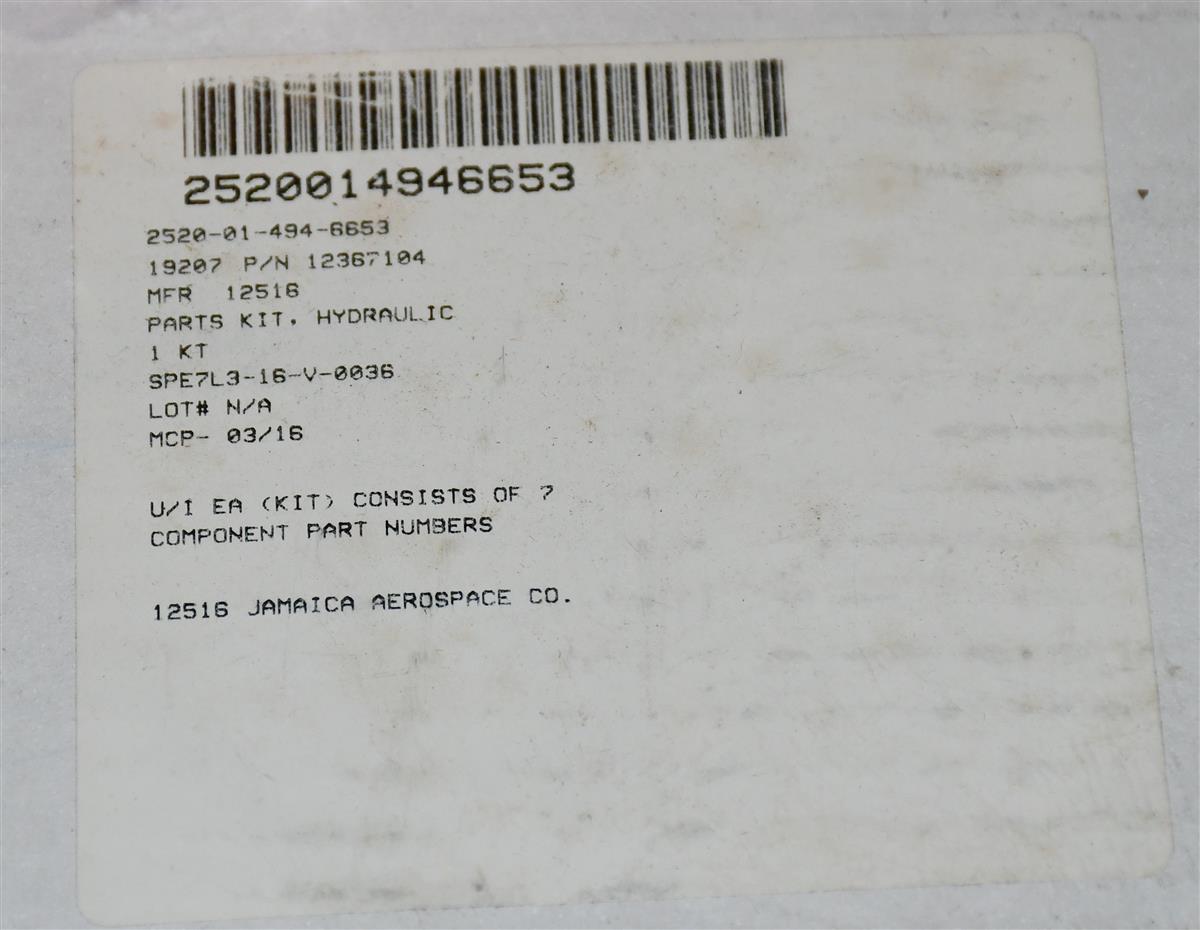 2520014946653
2520-01-494-6653
19207 P/N 12367104
MFR 12516
PARTS KIT, HYDRAULIC
1 KT
SPE7L3-16-V-0036
LOT# N/A
MCP- 03/16
U/I EA (KIT) CONSISTS OF 7
COMPONENT PART NUMBERS
12516 JAMAICA AEROSPACE CO.